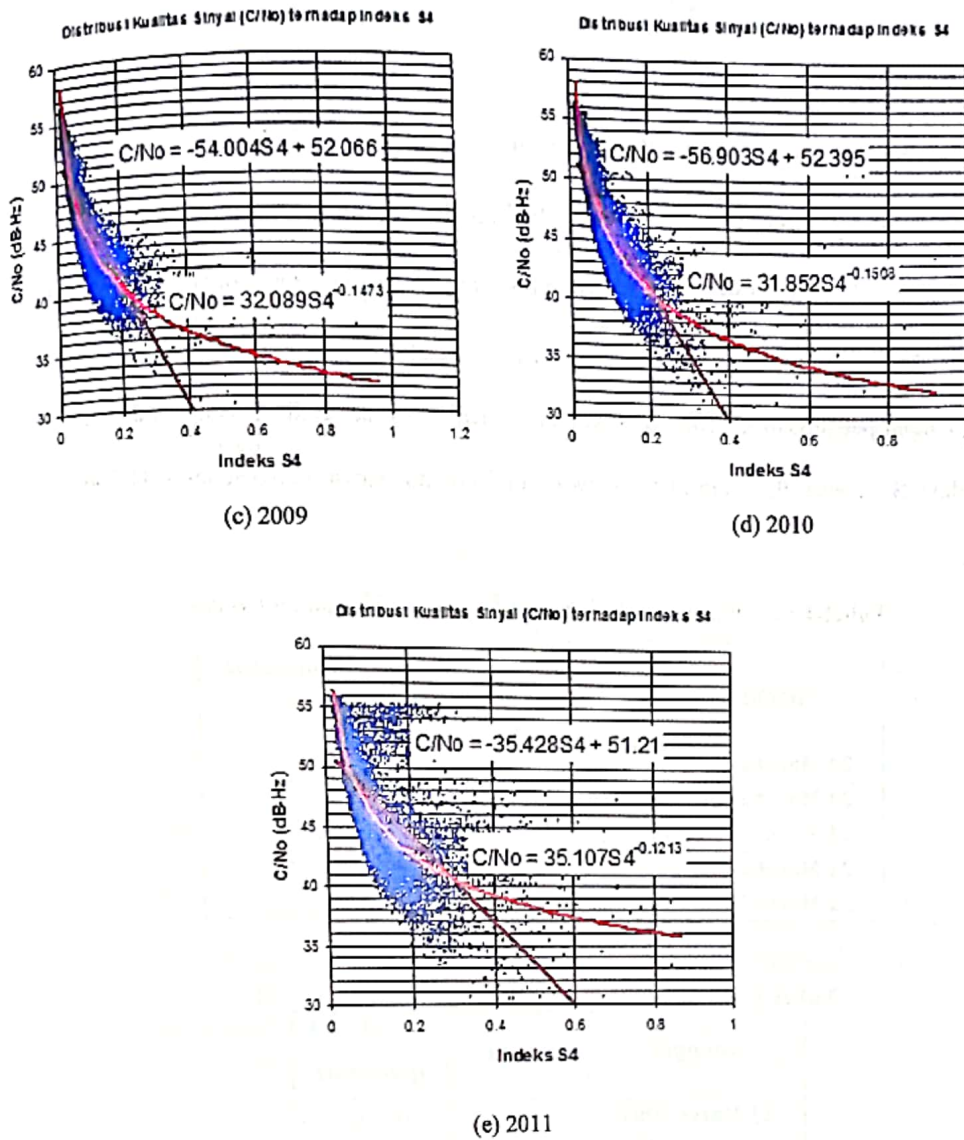 Distribusi Kualitas Sinyal (C/No) terhadap Indeks S4
60
55
50
45
40
35
30
C/No (dB-Hz)
C/No = -54.004S4 + 52.066
C/No = 32.089S4^-0.1473
0 0.2 0.4 0.6 0.8 1 1.2
Indeks S4
(c) 2009
Distribusi Kualitas Sinyal (C/No) terhadap Indeks S4
60
55
50
45
40
35
30
C/No (dB-Hz)
C/No = -56.903S4 + 52.395
C/No = 31.852S4^-0.1508
0 0.2 0.4 0.6 0.8
Indeks S4
(d) 2010
Distribusi Kualitas Sinyal (C/No) terhadap Indeks S4
60
55
50
45
40
35
30
C/No (dB-Hz)
C/No = -35.428S4 + 51.21
C/No = 35.107S4^-0.1213
0 0.2 0.4 0.6 0.8 1
Indeks S4
(e) 2011